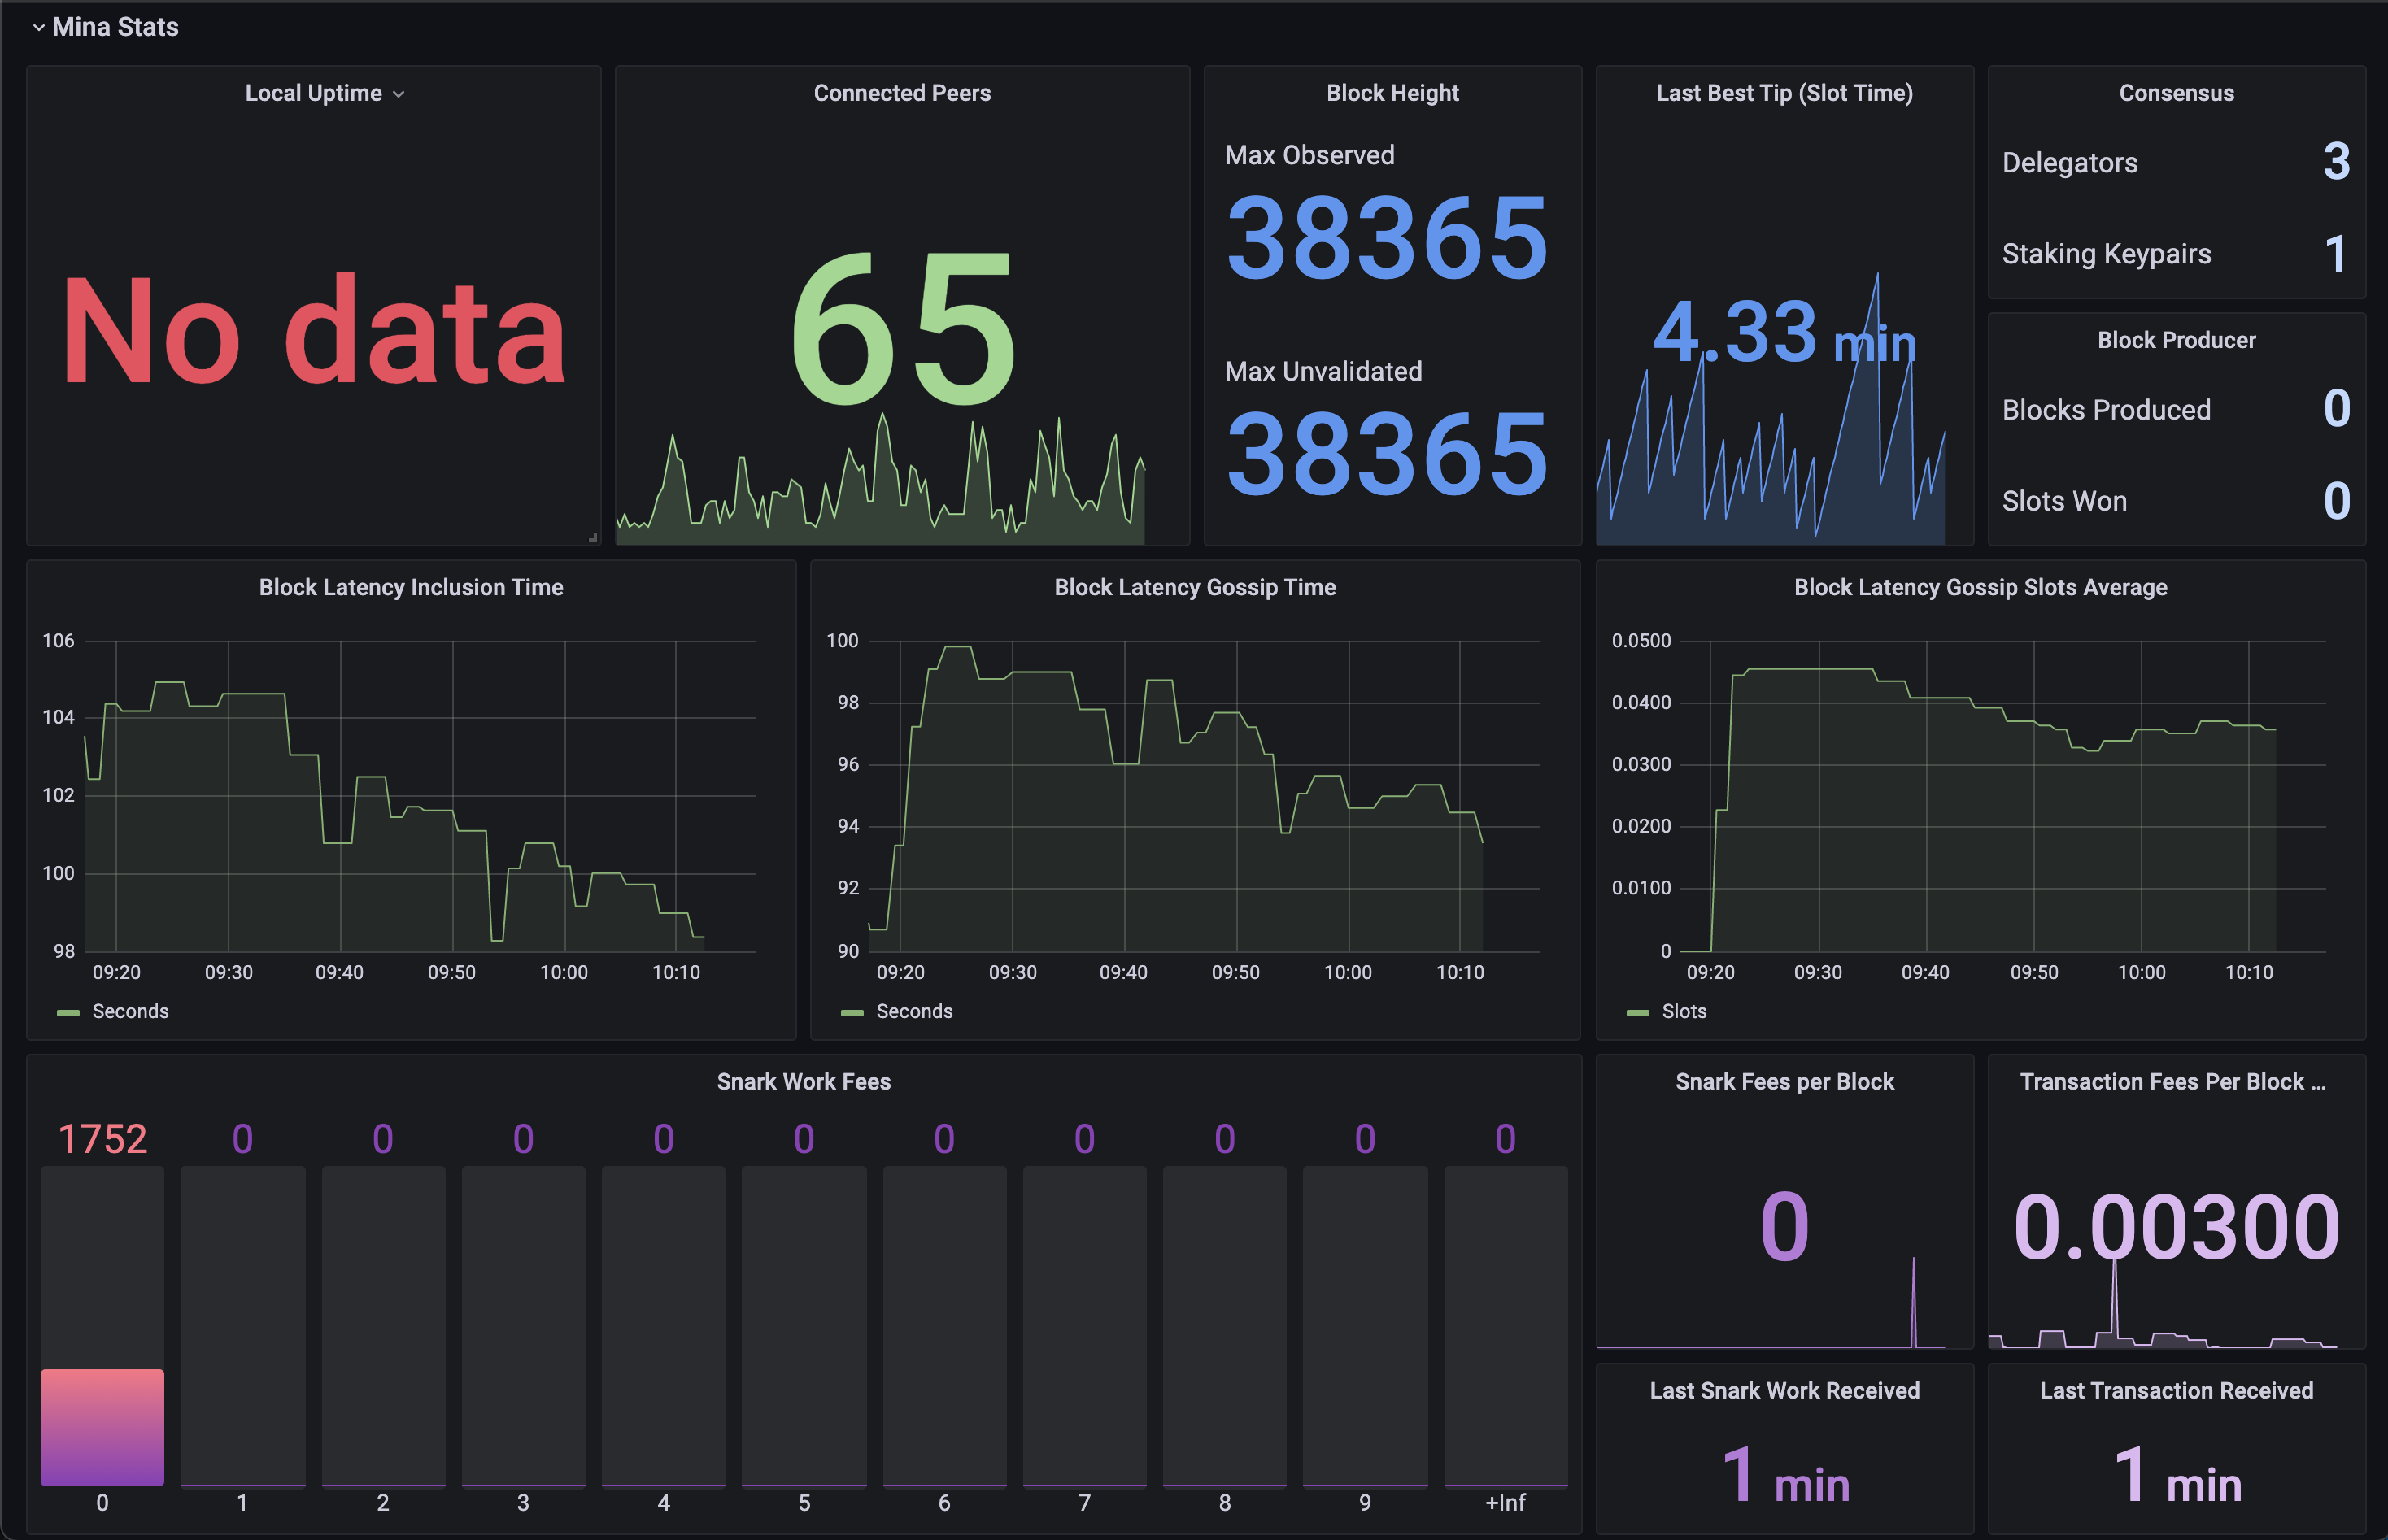 Mina Stats
Local Uptime
No data
Connected Peers
65
Block Height
Max Observed
38365
Max Unvalidated
38365
Last Best Tip (Slot Time)
4.33 min
Consensus
Delegators 3
Staking Keypairs 1
Block Producer
Blocks Produced 0
Slots Won 0
Block Latency Inclusion Time
106
104
102
100
98
09:20 09:30 09:40 09:50 10:00 10:10
Seconds
Block Latency Gossip Time
100
98
96
94
92
90
09:20 09:30 09:40 09:50 10:00 10:10
Seconds
Block Latency Gossip Slots Average
0.0500
0.0400
0.0300
0.0200
0.0100
0
09:20 09:30 09:40 09:50 10:00 10:10
Slots
Snark Work Fees
1752 0 0 0 0 0 0 0 0 0 0
0 1 2 3 4 5 6 7 8 9 +Inf
Snark Fees per Block
0
Transaction Fees Per Block ...
0.00300
Last Snark Work Received
1 min
Last Transaction Received
1 min